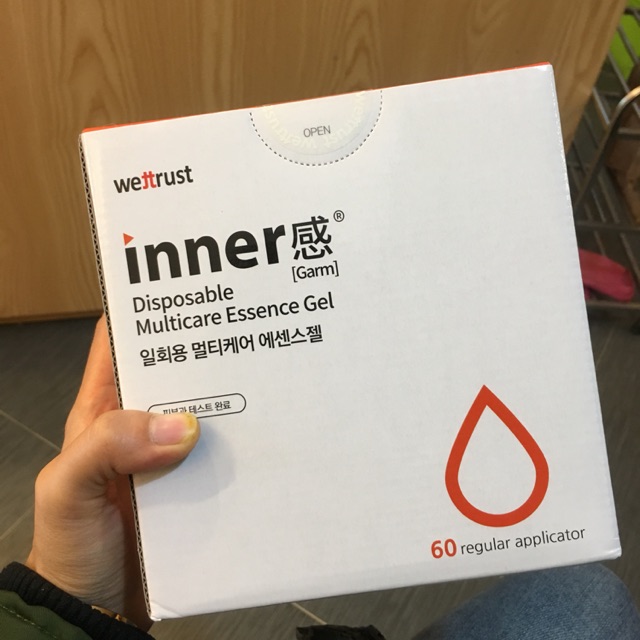 OPEN
wettrust
inner感®
[Garm]
Disposable
Multicare Essence Gel
일회용 멀티케어 에센스젤
피부과 테스트 완료
60 regular applicator